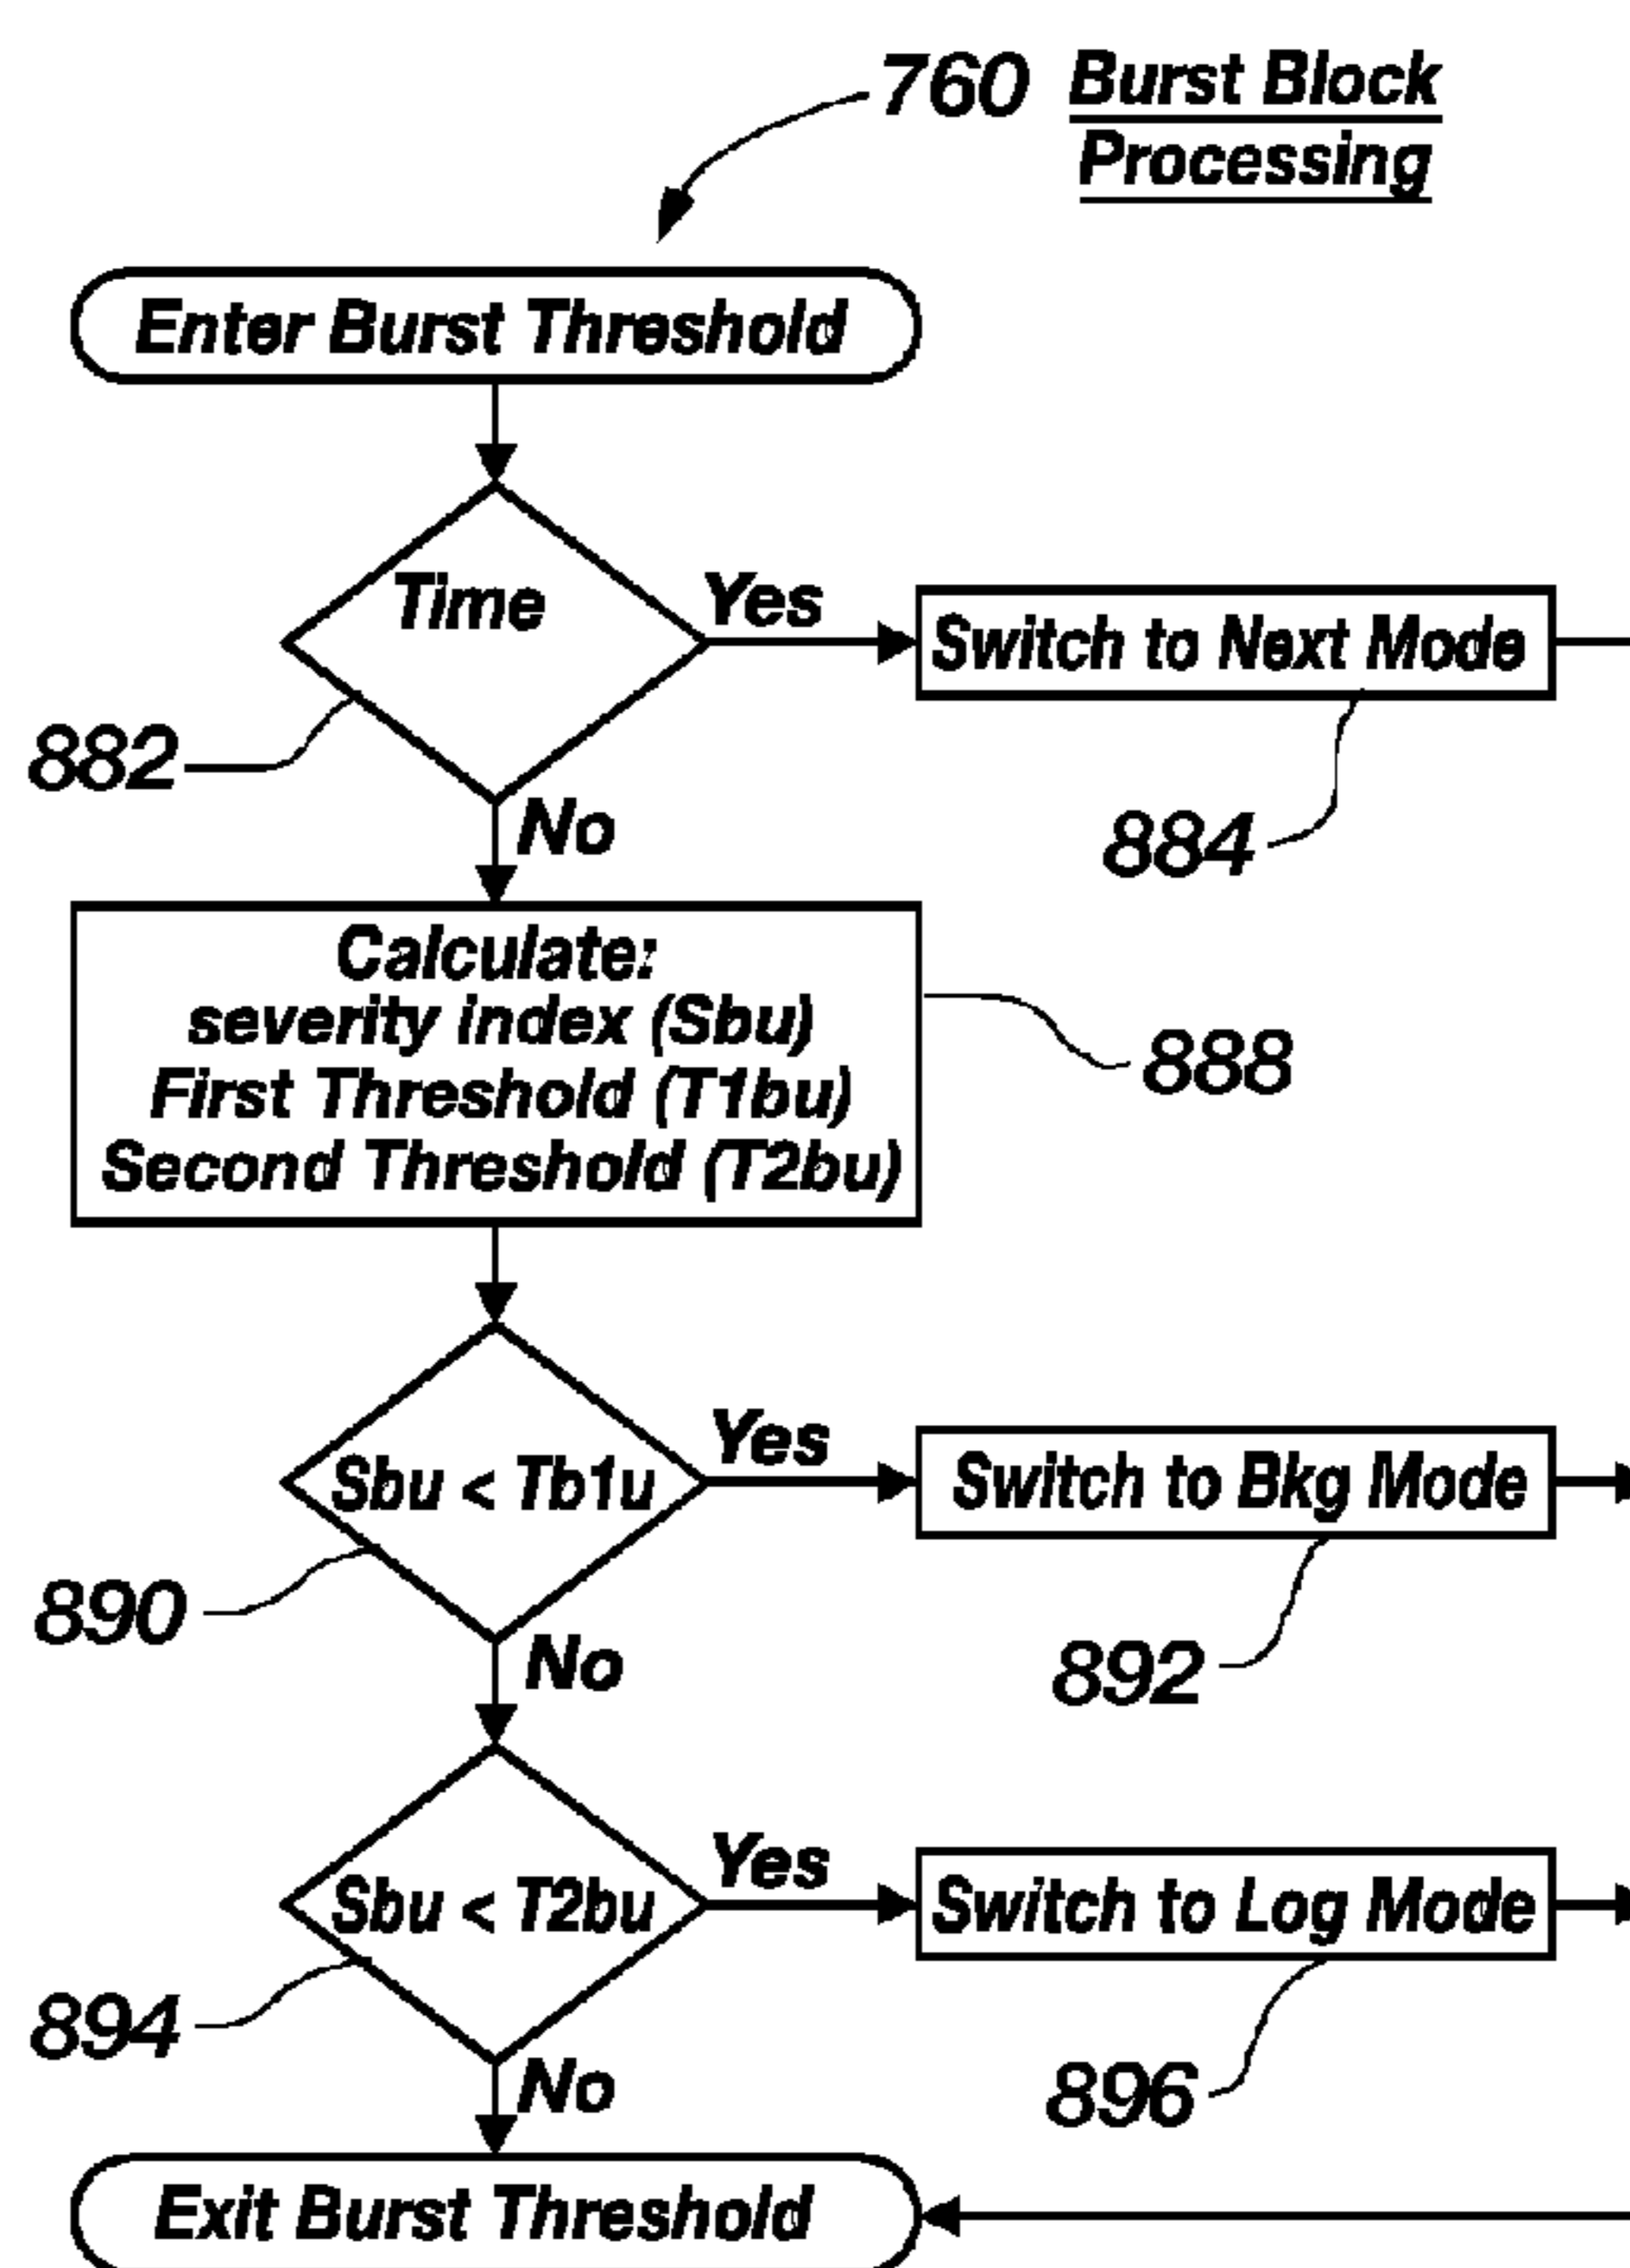 760 Burst Block
Processing
Enter Burst Threshold
Time
Yes
Switch to Next Mode
882
884
No
Calculate:
severity index (Sbu)
First Threshold (T1bu)
Second Threshold (T2bu)
888
Sbu < Tb1u
Yes
Switch to Bkg Mode
890
892
No
Sbu < T2bu
Yes
Switch to Log Mode
894
896
No
Exit Burst Threshold